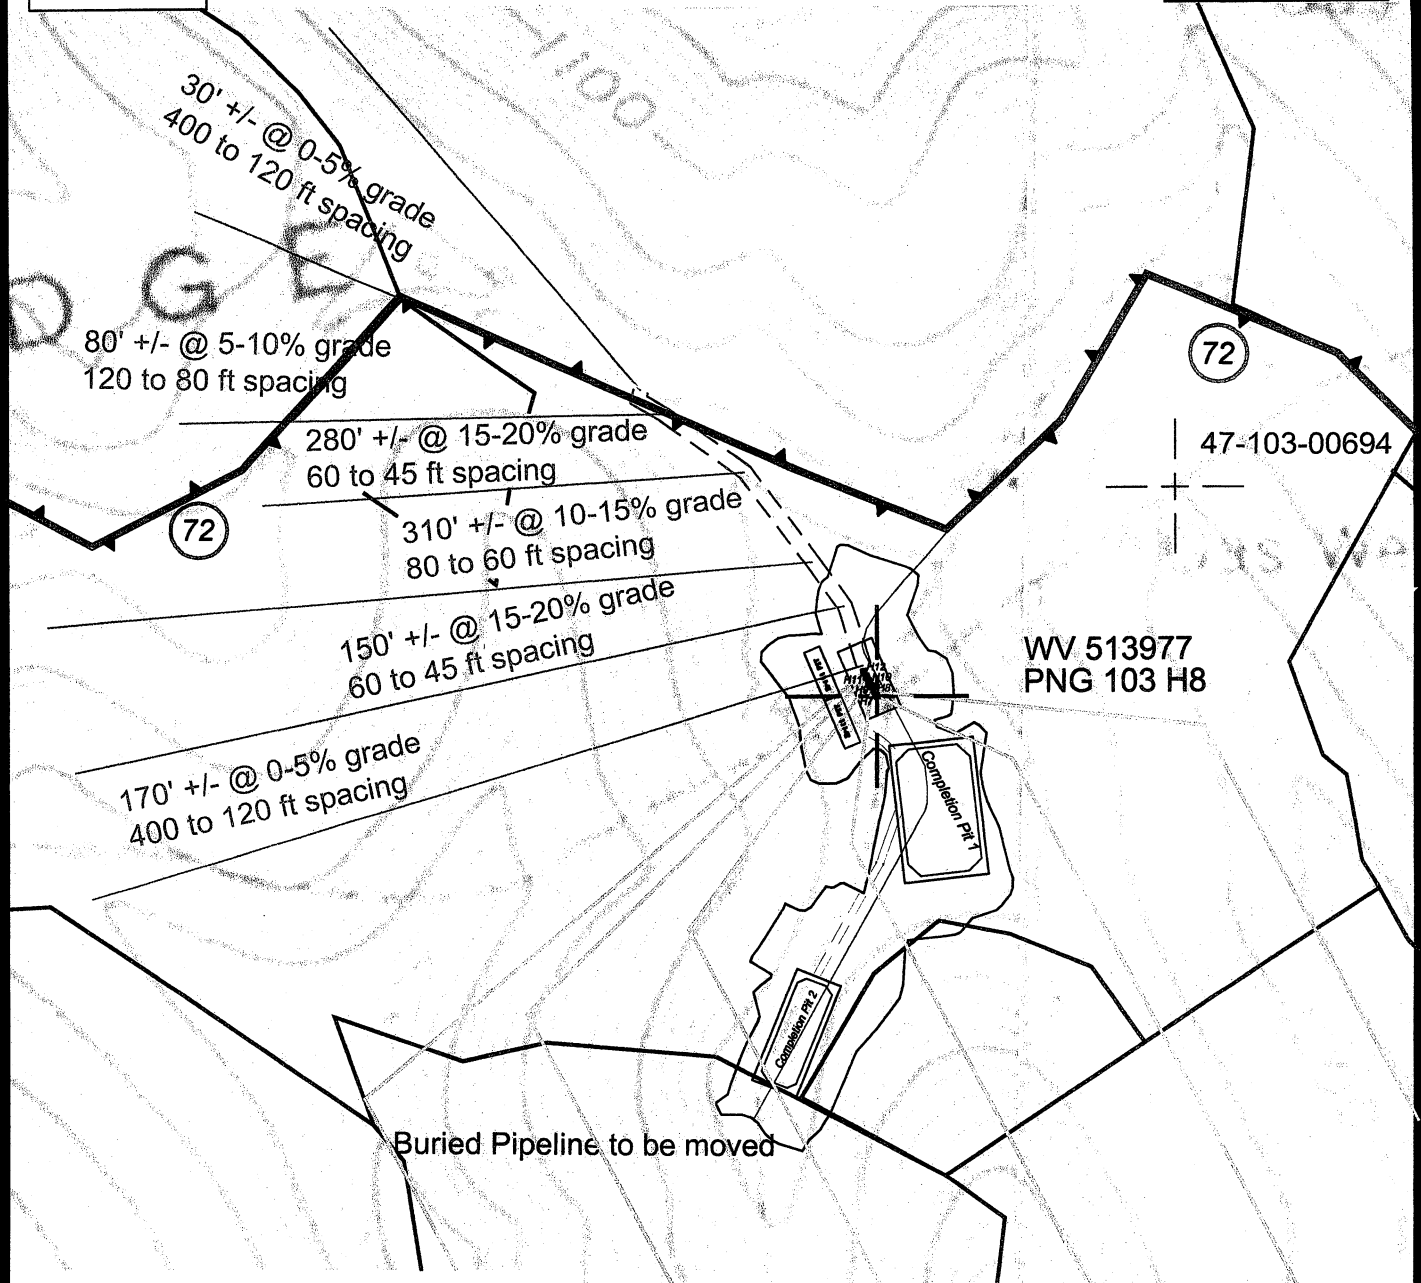 1100
30' +/- @ 0-5% grade
400 to 120 ft spacing
D G E
80' +/- @ 5-10% grade
120 to 80 ft spacing
72
47-103-00694
280' +/- @ 15-20% grade
60 to 45 ft spacing
72
310' +/- @ 10-15% grade
80 to 60 ft spacing
150' +/- @ 15-20% grade
60 to 45 ft spacing
WV 513977
PNG 103 H8
170' +/- @ 0-5% grade
400 to 120 ft spacing
Completion Pit 1
Completion Pit 2
Buried Pipeline to be moved